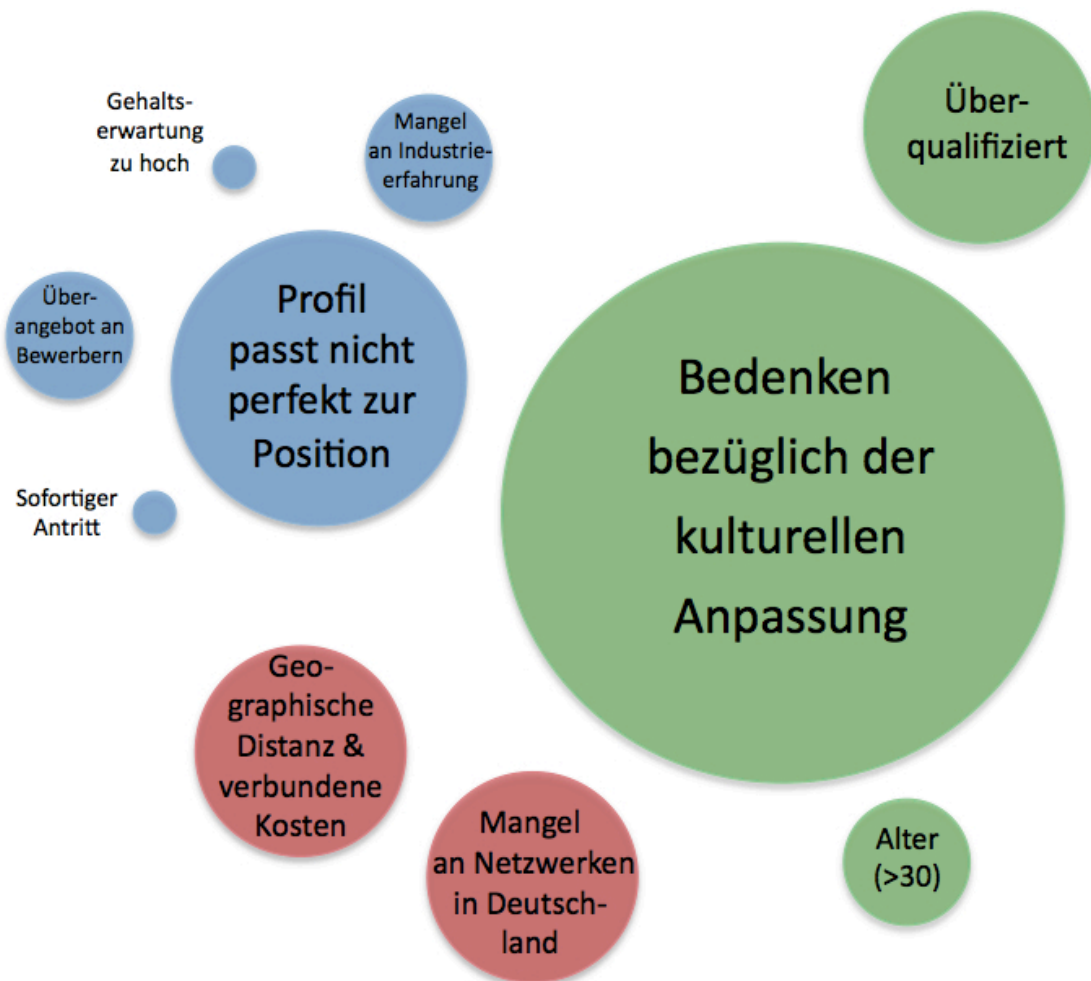 Gehalts-
erwartung
zu hoch
Mangel
an Industrie-
erfahrung
Über-
qualifiziert
Über-
angebot an
Bewerbern
Profil
passt nicht
perfekt zur
Position
Bedenken
bezüglich der
kulturellen
Anpassung
Sofortiger
Antritt
Geo-
graphische
Distanz &
verbundene
Kosten
Mangel
an Netzwerken
in Deutsch-
land
Alter
(>30)